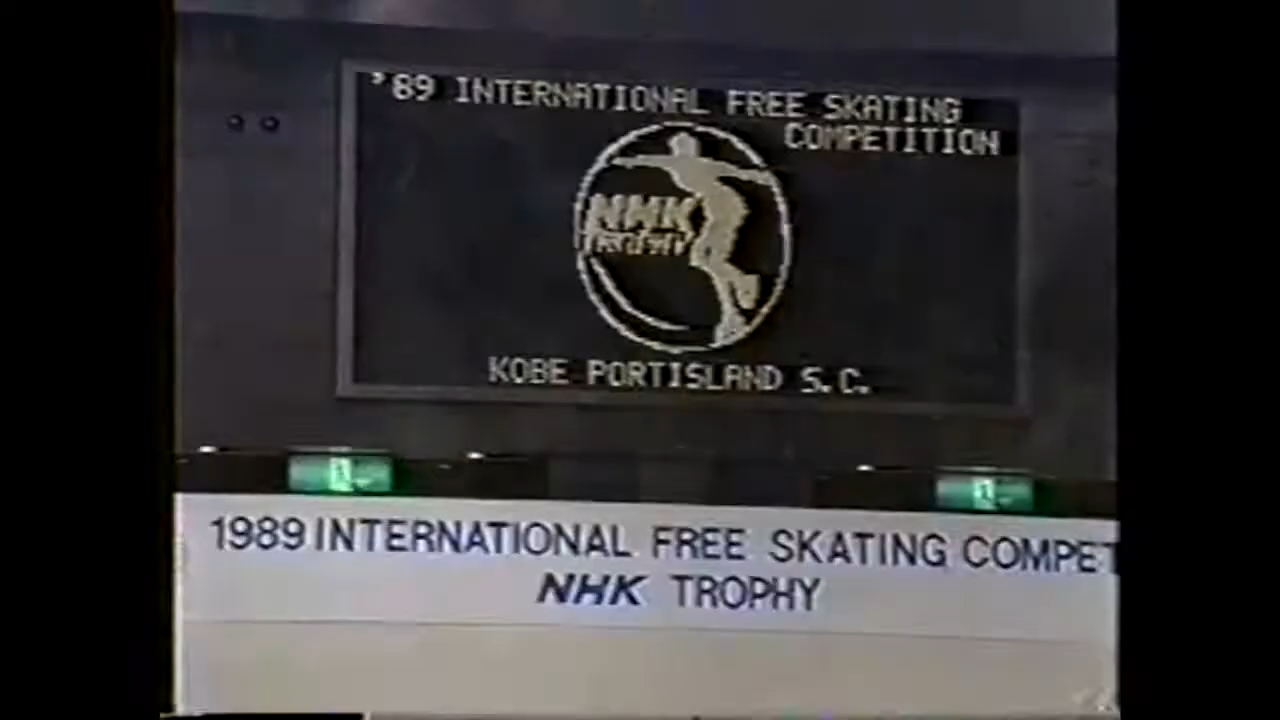 '89 INTERNATIONAL FREE SKATING
COMPETITION
NHK
Trophy
KOBE PORTISLAND S.C.
1989 INTERNATIONAL FREE SKATING COMPET
NHK TROPHY